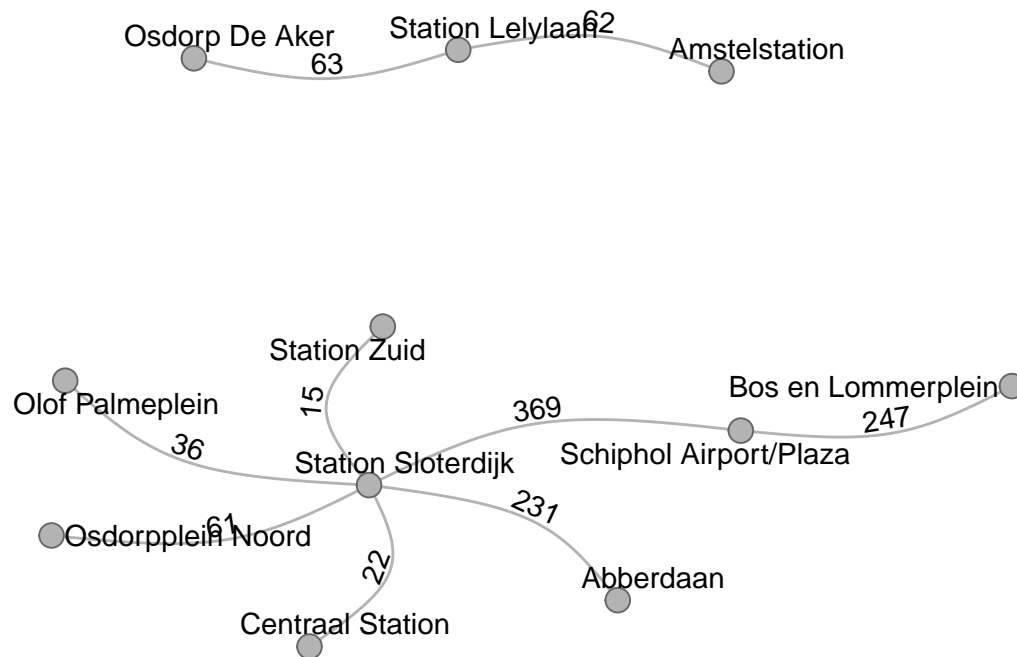 Osdorp De Aker
Station Lelylaan
62
Amstelstation
63
Station Zuid
Olof Palmeplein
15
369
Bos en Lommerplein
247
36
Station Sloterdijk
Schiphol Airport/Plaza
231
61
Osdorpplein Noord
22
Abberdaan
Centraal Station